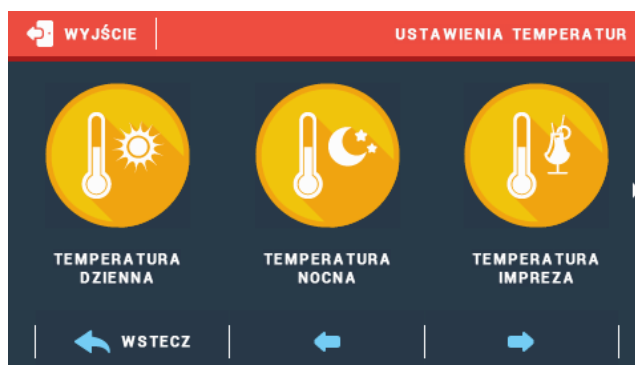 WYJŚCIE
USTAWIENIA TEMPERATUR
TEMPERATURA
DZIENNA
TEMPERATURA
NOCNA
TEMPERATURA
IMPREZA
WSTECZ